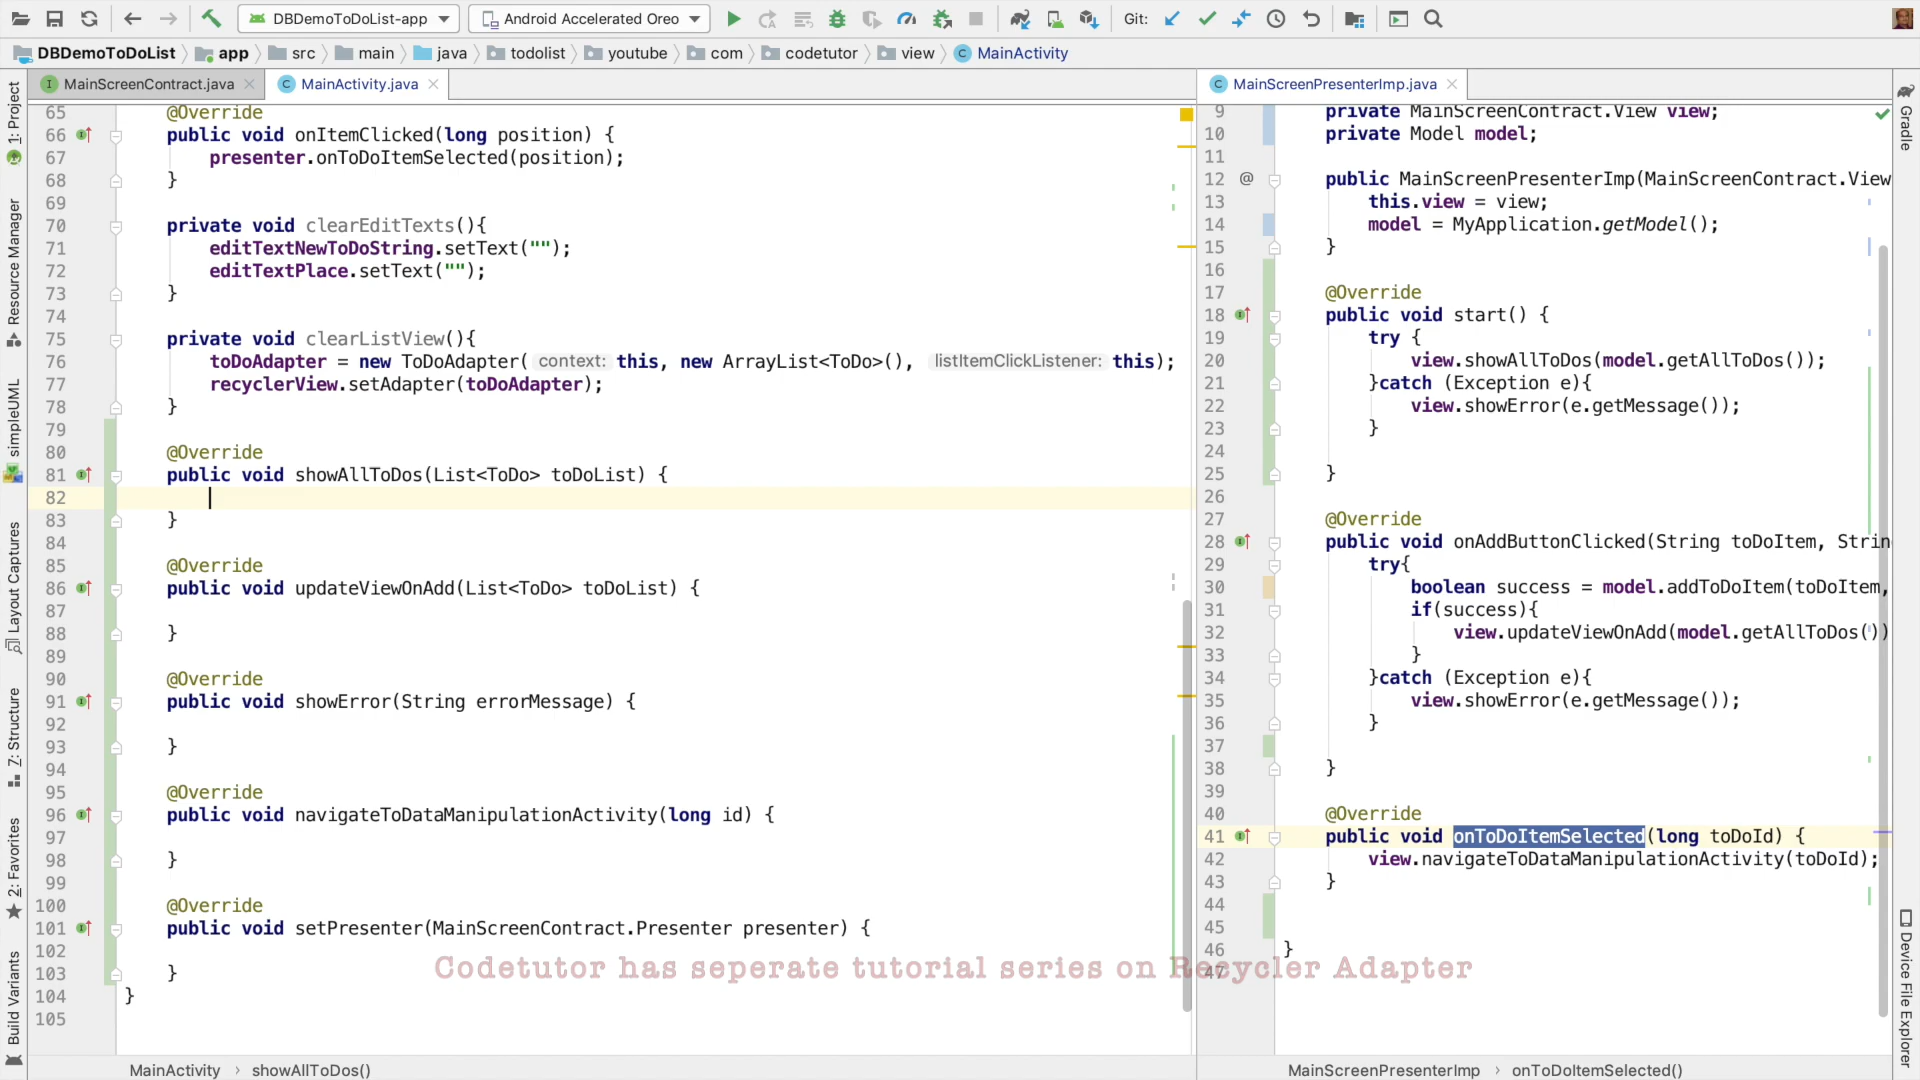 DBDemoToDoList-app
Android Accelerated Oreo
Git:
DBDemoToDoList
app
src
main
java
todolist
youtube
com
codetutor
view
MainActivity
MainScreenContract.java
MainActivity.java
1: Project
Resource Manager
simpleUML
Layout Captures
7: Structure
2: Favorites
Build Variants
65 @Override
66 public void onItemClicked(long position) {
67 presenter.onToDoItemSelected(position);
68 }
69
70 private void clearEditTexts(){
71 editTextNewToDoString.setText("");
72 editTextPlace.setText("");
73 }
74
75 private void clearListView(){
76 toDoAdapter = new ToDoAdapter( context: this, new ArrayList<ToDo>(), listItemClickListener: this);
77 recyclerView.setAdapter(toDoAdapter);
78 }
79
80 @Override
81 public void showAllToDos(List<ToDo> toDoList) {
82
83 }
84
85 @Override
86 public void updateViewOnAdd(List<ToDo> toDoList) {
87
88 }
89
90 @Override
91 public void showError(String errorMessage) {
92
93 }
94
95 @Override
96 public void navigateToDataManipulationActivity(long id) {
97
98 }
99
100 @Override
101 public void setPresenter(MainScreenContract.Presenter presenter) {
102
103 }
104 }
105
MainActivity > showAllToDos()
MainScreenPresenterImp.java
9 private MainScreenContract.View view;
10 private Model model;
11
12 @ public MainScreenPresenterImp(MainScreenContract.View
13 this.view = view;
14 model = MyApplication.getModel();
15 }
16
17 @Override
18 public void start() {
19 try {
20 view.showAllToDos(model.getAllToDos());
21 }catch (Exception e){
22 view.showError(e.getMessage());
23 }
24
25 }
26
27 @Override
28 public void onAddButtonClicked(String toDoItem, Strin
29 try{
30 boolean success = model.addToDoItem(toDoItem,
31 if(success){
32 view.updateViewOnAdd(model.getAllToDos())
33 }
34 }catch (Exception e){
35 view.showError(e.getMessage());
36 }
37
38 }
39
40 @Override
41 public void onToDoItemSelected(long toDoId) {
42 view.navigateToDataManipulationActivity(toDoId);
43 }
44
45
46 }
47
MainScreenPresenterImp > onToDoItemSelected()
Codetutor has seperate tutorial series on Recycler Adapter
Gradle
Device File Explorer